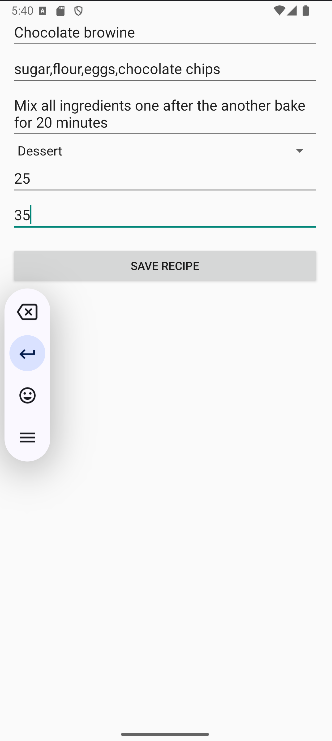 5:40
Chocolate browine
sugar,flour,eggs,chocolate chips
Mix all ingredients one after the another bake
for 20 minutes
Dessert
25
35
SAVE RECIPE